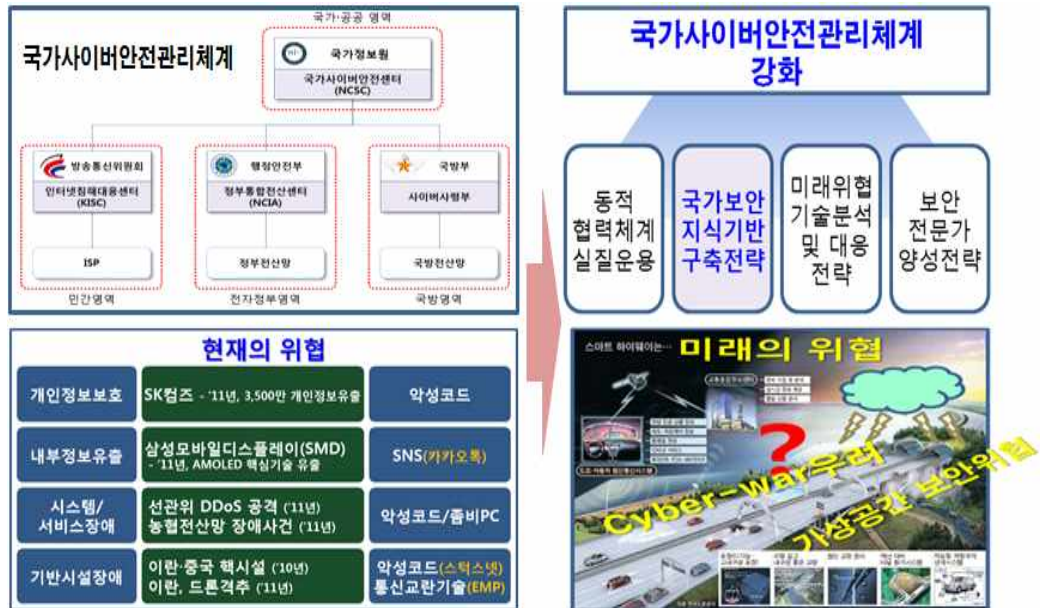 국가·공공 영역
국가사이버안전관리체계
국가정보원
국가사이버안전센터
(NCSC)
방송통신위원회
인터넷침해대응센터
(KISC)
ISP
민간영역
행정안전부
정부통합전산센터
(NCIA)
정부전산망
전자정부영역
국방부
사이버사령부
국방전산망
국방영역
현재의 위협
개인정보보호
SK컴즈 - '11년, 3,500만 개인정보유출
악성코드
내부정보유출
삼성모바일디스플레이(SMD)
- '11년, AMOLED 핵심기술 유출
SNS(카카오톡)
시스템/
서비스장애
선관위 DDoS 공격 ('11년)
농협전산망 장애사건 ('11년)
악성코드/좀비PC
기반시설장애
이란·중국 핵시설 ('10년)
이란, 드론격추 ('11년)
악성코드(스턱스넷)
통신교란기술(EMP)
국가사이버안전관리체계
강화
동적
협력체계
실질운용
국가보안
지식기반
구축전략
미래위협
기술분석
및 대응
전략
보안
전문가
양성전략
스마트 하이웨이는…
미래의 위협
?
Cyber-war우려
가상공간 보안위협